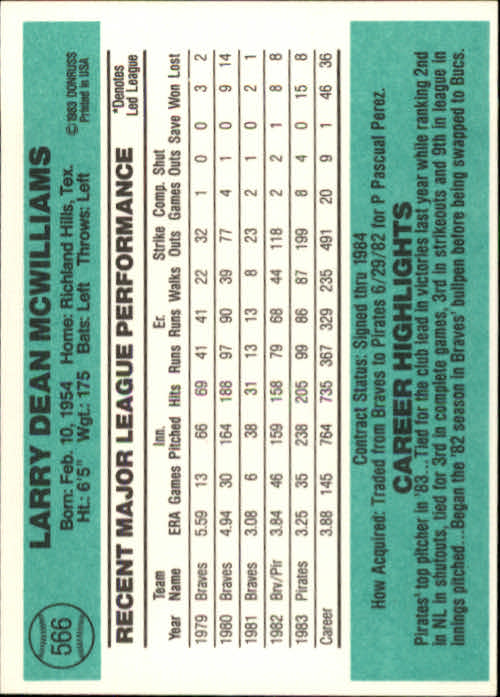 566
LARRY DEAN MCWILLIAMS
©1983 DONRUSS
Printed in USA
Born: Feb. 10, 1954 Home: Richland Hills, Tex.
Ht.: 6'5" Wgt.: 175 Bats: Left Throws: Left
RECENT MAJOR LEAGUE PERFORMANCE
*Denotes
Led League
Team Inn. Er. Strike Comp. Shut
Year Name ERA Games Pitched Hits Runs Runs Walks Outs Games Outs Save Won Lost
1979 Braves 5.59 13 66 69 41 41 22 32 1 0 0 3 2
1980 Braves 4.94 30 164 188 97 90 39 77 4 1 0 9 14
1981 Braves 3.08 6 38 31 13 13 8 23 2 1 0 2 1
1982 Brv/Pir 3.84 46 159 158 79 68 44 118 2 2 1 8 8
1983 Pirates 3.25 35 238 205 99 86 87 199 8 4 0 15 8
Career 3.88 145 764 735 367 329 235 491 20 9 1 46 36
Contract Status: Signed thru 1984
How Acquired: Traded from Braves to Pirates 6/29/82 for P Pascual Perez.
CAREER HIGHLIGHTS
Pirates' top pitcher in '83...Tied for the club lead in victories last year while ranking 2nd
in NL in shutouts, tied for 3rd in complete games, 3rd in strikeouts and 9th in league in
innings pitched...Began the '82 season in Braves' bullpen before being swapped to Bucs.